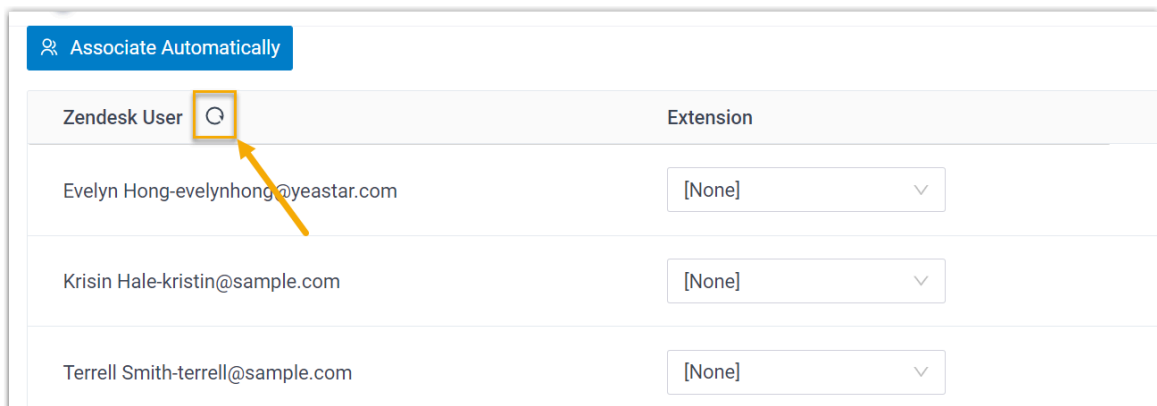 Associate Automatically
Zendesk User Extension
Evelyn Hong-evelynhong@yeastar.com [None]
Krisin Hale-kristin@sample.com [None]
Terrell Smith-terrell@sample.com [None]